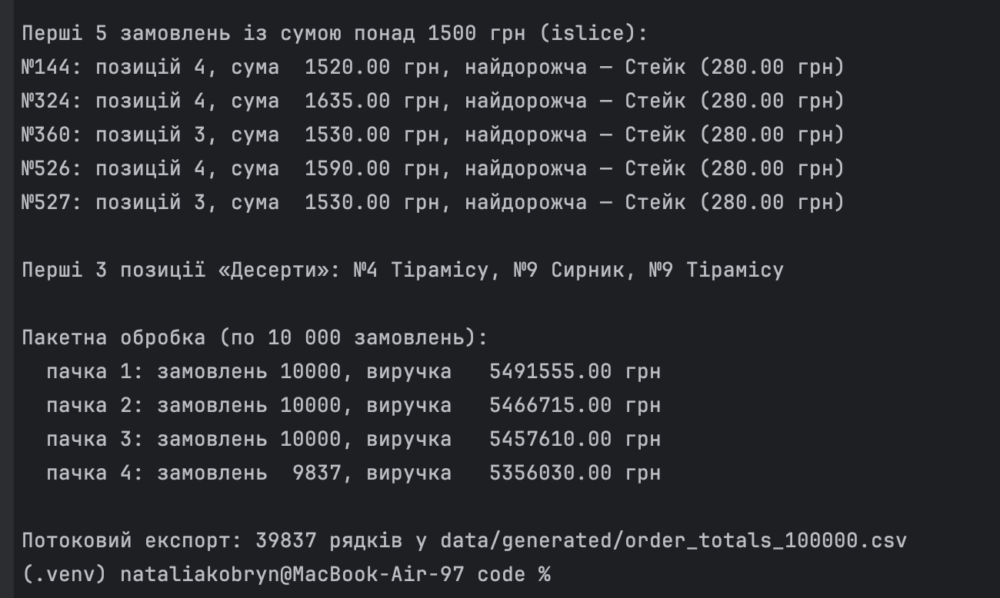 Перші 5 замовлень із сумою понад 1500 грн (islice):
№144: позицій 4, сума  1520.00 грн, найдорожча — Стейк (280.00 грн)
№324: позицій 4, сума  1635.00 грн, найдорожча — Стейк (280.00 грн)
№360: позицій 3, сума  1530.00 грн, найдорожча — Стейк (280.00 грн)
№526: позицій 4, сума  1590.00 грн, найдорожча — Стейк (280.00 грн)
№527: позицій 3, сума  1530.00 грн, найдорожча — Стейк (280.00 грн)
Перші 3 позиції «Десерти»: №4 Тірамісу, №9 Сирник, №9 Тірамісу
Пакетна обробка (по 10 000 замовлень):
  пачка 1: замовлень 10000, виручка   5491555.00 грн
  пачка 2: замовлень 10000, виручка   5466715.00 грн
  пачка 3: замовлень 10000, виручка   5457610.00 грн
  пачка 4: замовлень  9837, виручка   5356030.00 грн
Потоковий експорт: 39837 рядків у data/generated/order_totals_100000.csv
(.venv) nataliakobryn@MacBook-Air-97 code %